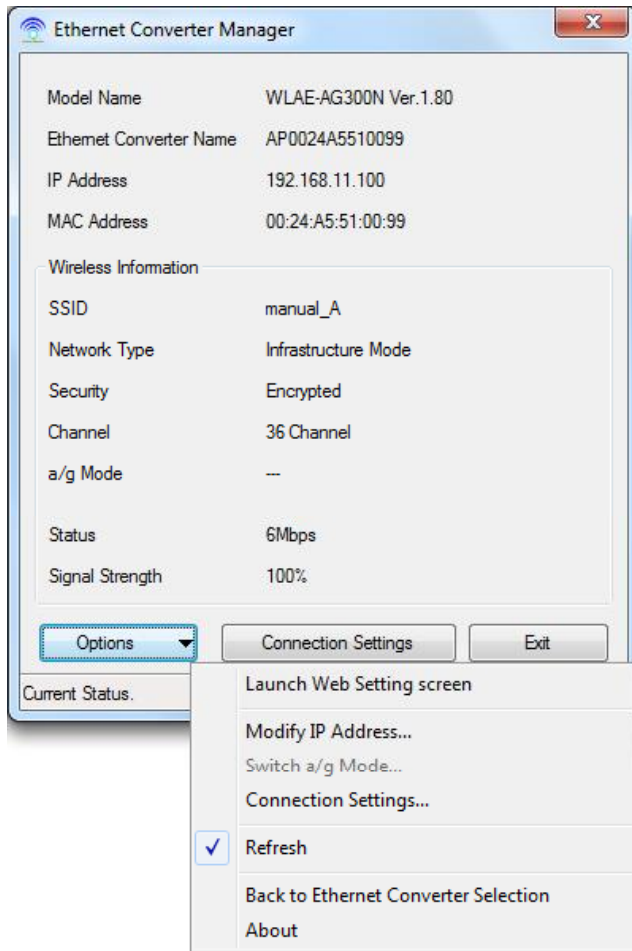 Ethernet Converter Manager
Model Name WLAE-AG300N Ver.1.80
Ethernet Converter Name AP0024A5510099
IP Address 192.168.11.100
MAC Address 00:24:A5:51:00:99
Wireless Information
SSID manual_A
Network Type Infrastructure Mode
Security Encrypted
Channel 36 Channel
a/g Mode ---
Status 6Mbps
Signal Strength 100%
Options Connection Settings Exit
Current Status.
Launch Web Setting screen
Modify IP Address...
Switch a/g Mode...
Connection Settings...
Refresh
Back to Ethernet Converter Selection
About